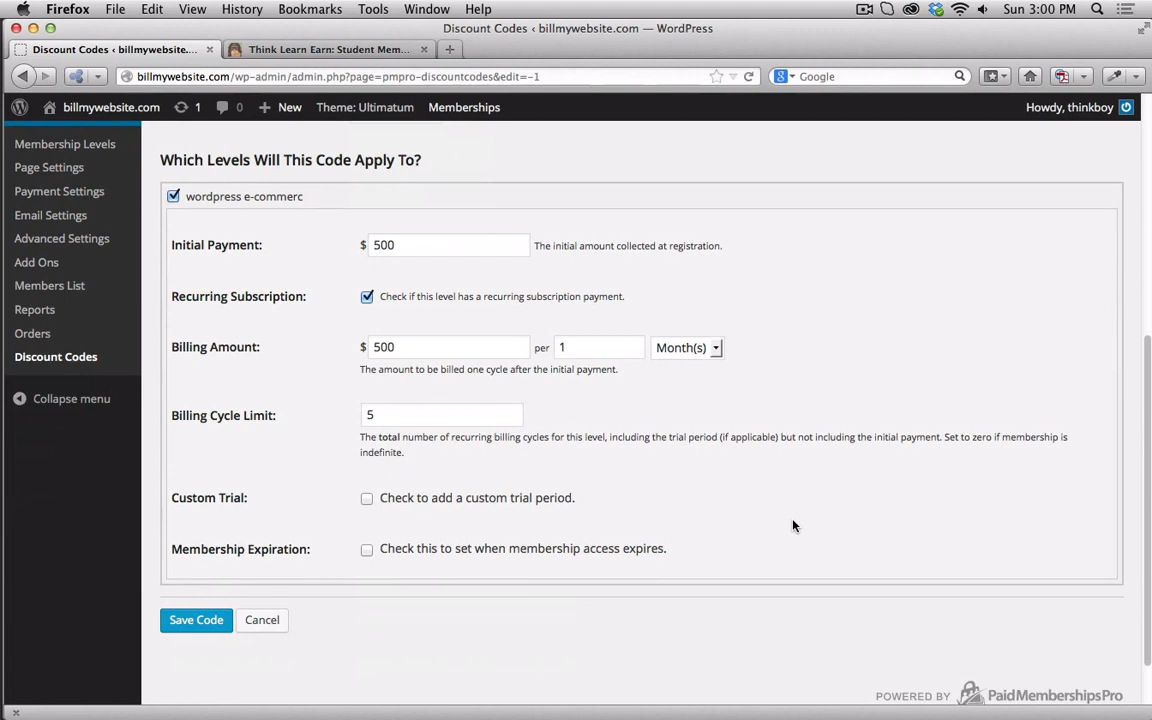 Firefox File Edit View History Bookmarks Tools Window Help Sun 3:00 PM
Discount Codes ‹ billmywebsite.com — WordPress
Discount Codes ‹ billmywebsite.... × Think Learn Earn: Student Mem... × +
billmywebsite.com/wp-admin/admin.php?page=pmpro-discountcodes&edit=-1 Google
billmywebsite.com 1 0 + New Theme: Ultimatum Memberships Howdy, thinkboy
Membership Levels
Page Settings
Payment Settings
Email Settings
Advanced Settings
Add Ons
Members List
Reports
Orders
Discount Codes
Collapse menu
Which Levels Will This Code Apply To?
wordpress e-commerc
Initial Payment: $ 500 The initial amount collected at registration.
Recurring Subscription: Check if this level has a recurring subscription payment.
Billing Amount: $ 500 per 1 Month(s)
The amount to be billed one cycle after the initial payment.
Billing Cycle Limit: 5
The total number of recurring billing cycles for this level, including the trial period (if applicable) but not including the initial payment. Set to zero if membership is
indefinite.
Custom Trial: Check to add a custom trial period.
Membership Expiration: Check this to set when membership access expires.
Save Code Cancel
POWERED BY PaidMembershipsPro